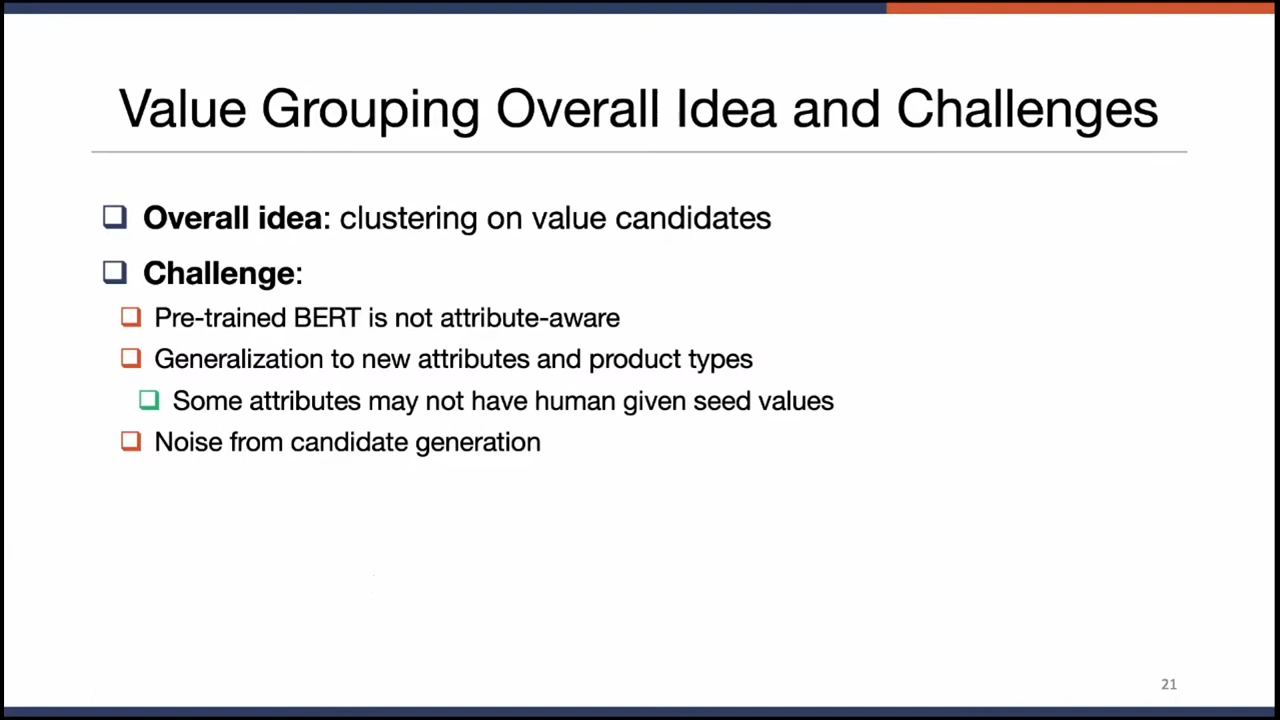 Value Grouping Overall Idea and Challenges
Overall idea: clustering on value candidates
Challenge:
Pre-trained BERT is not attribute-aware
Generalization to new attributes and product types
Some attributes may not have human given seed values
Noise from candidate generation
21